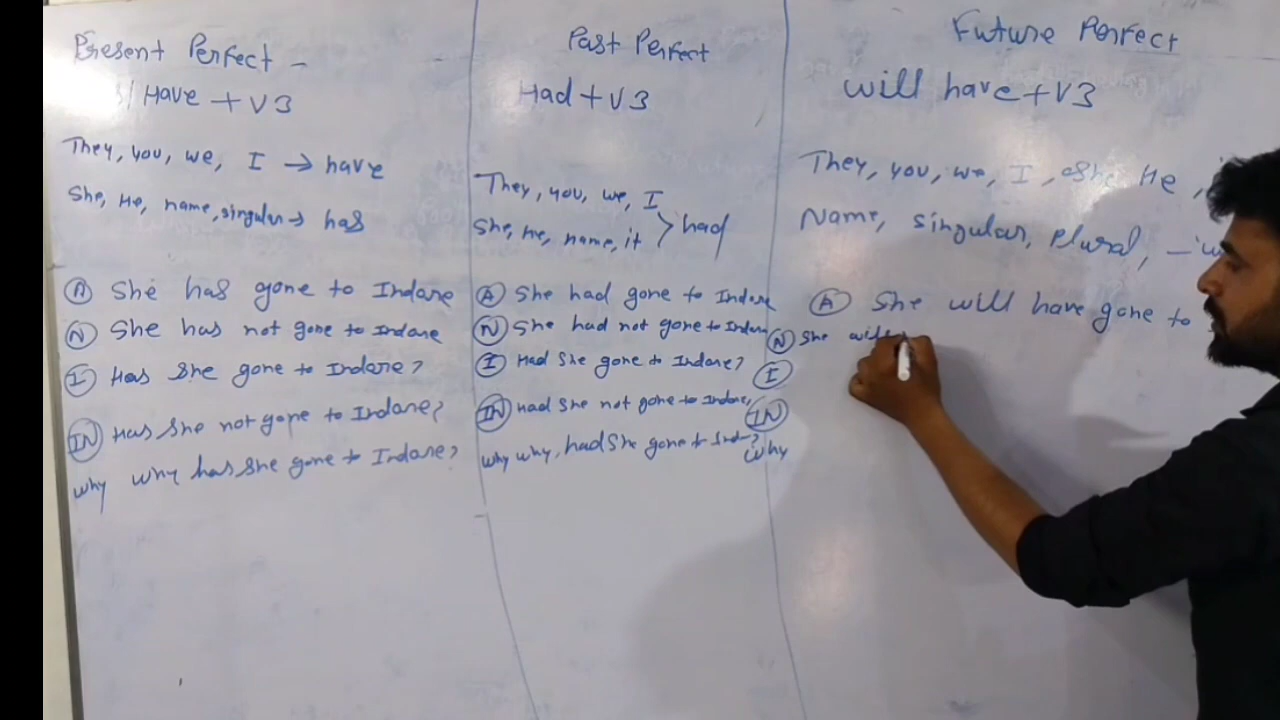 Present Perfect -
/ Have + V3
They, you, we, I → have
She, He, name, singular → has
A She has gone to Indore
N She has not gone to Indore
I Has She gone to Indore?
IN Has She not gone to Indore?
why why has she gone to Indore?
Past Perfect
Had + V3
They, you, we, I
She, He, name, it > had
A She had gone to Indore
N She had not gone to Indore
I Had She gone to Indore?
IN Had She not gone to Indore,
why why, had She gone to Ind-?
Future Perfect
will have + V3
They, you, we, I, She He,
Name, Singular, Plural, -
A She will have gone to
N She will
I
IN
why